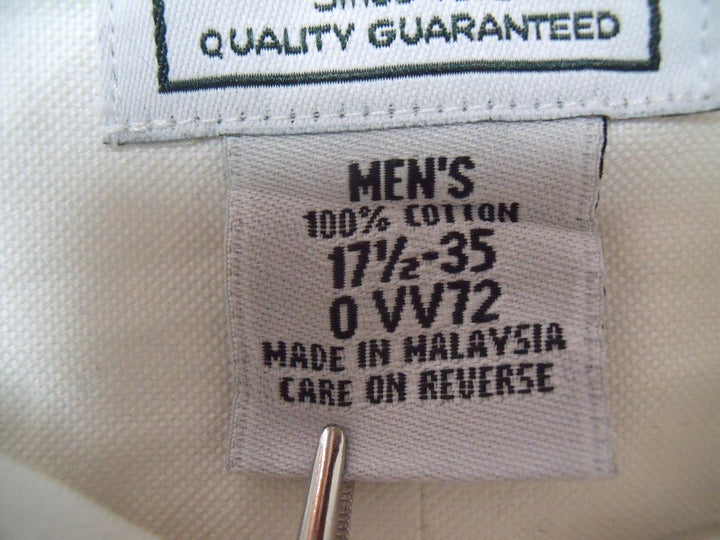 QUALITY GUARANTEED
MEN'S
100% COTTON
17½-35
0 VV72
MADE IN MALAYSIA
CARE ON REVERSE